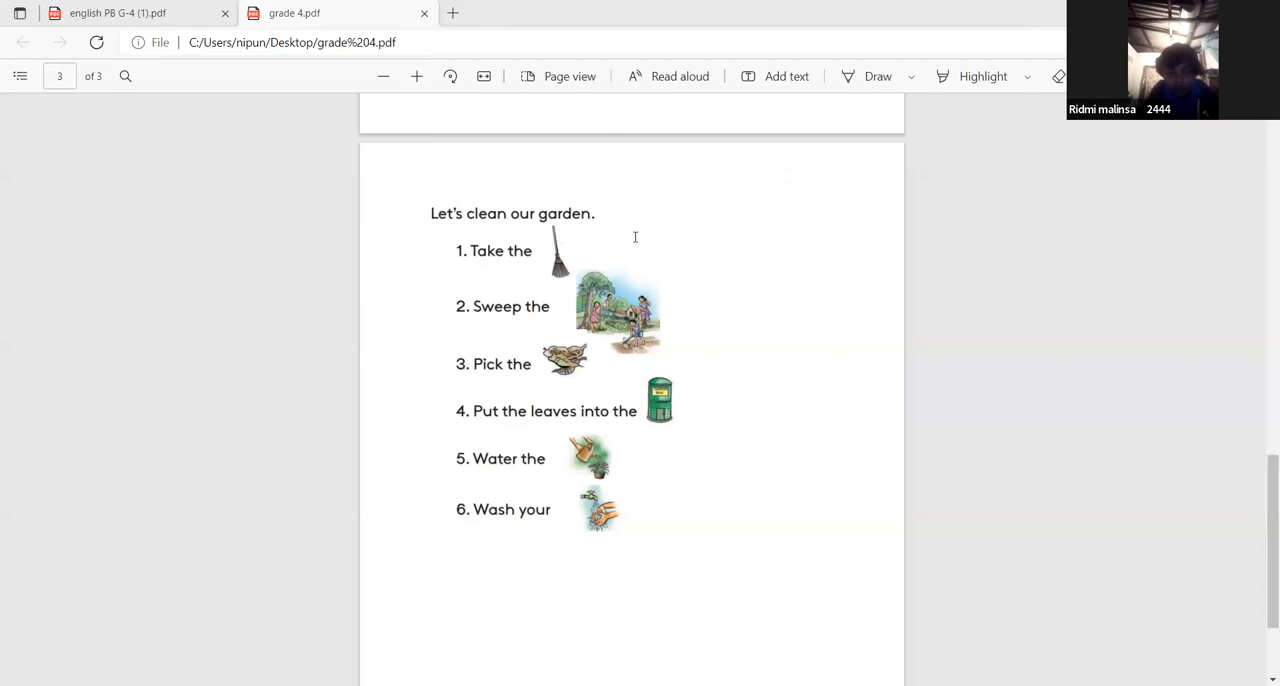 english PB G-4 (1).pdf
grade 4.pdf
File C:/Users/nipun/Desktop/grade%204.pdf
3 of 3 Page view Read aloud Add text Draw Highlight
Ridmi malinsa 2444
Let's clean our garden.
1. Take the
2. Sweep the
3. Pick the
4. Put the leaves into the
5. Water the
6. Wash your